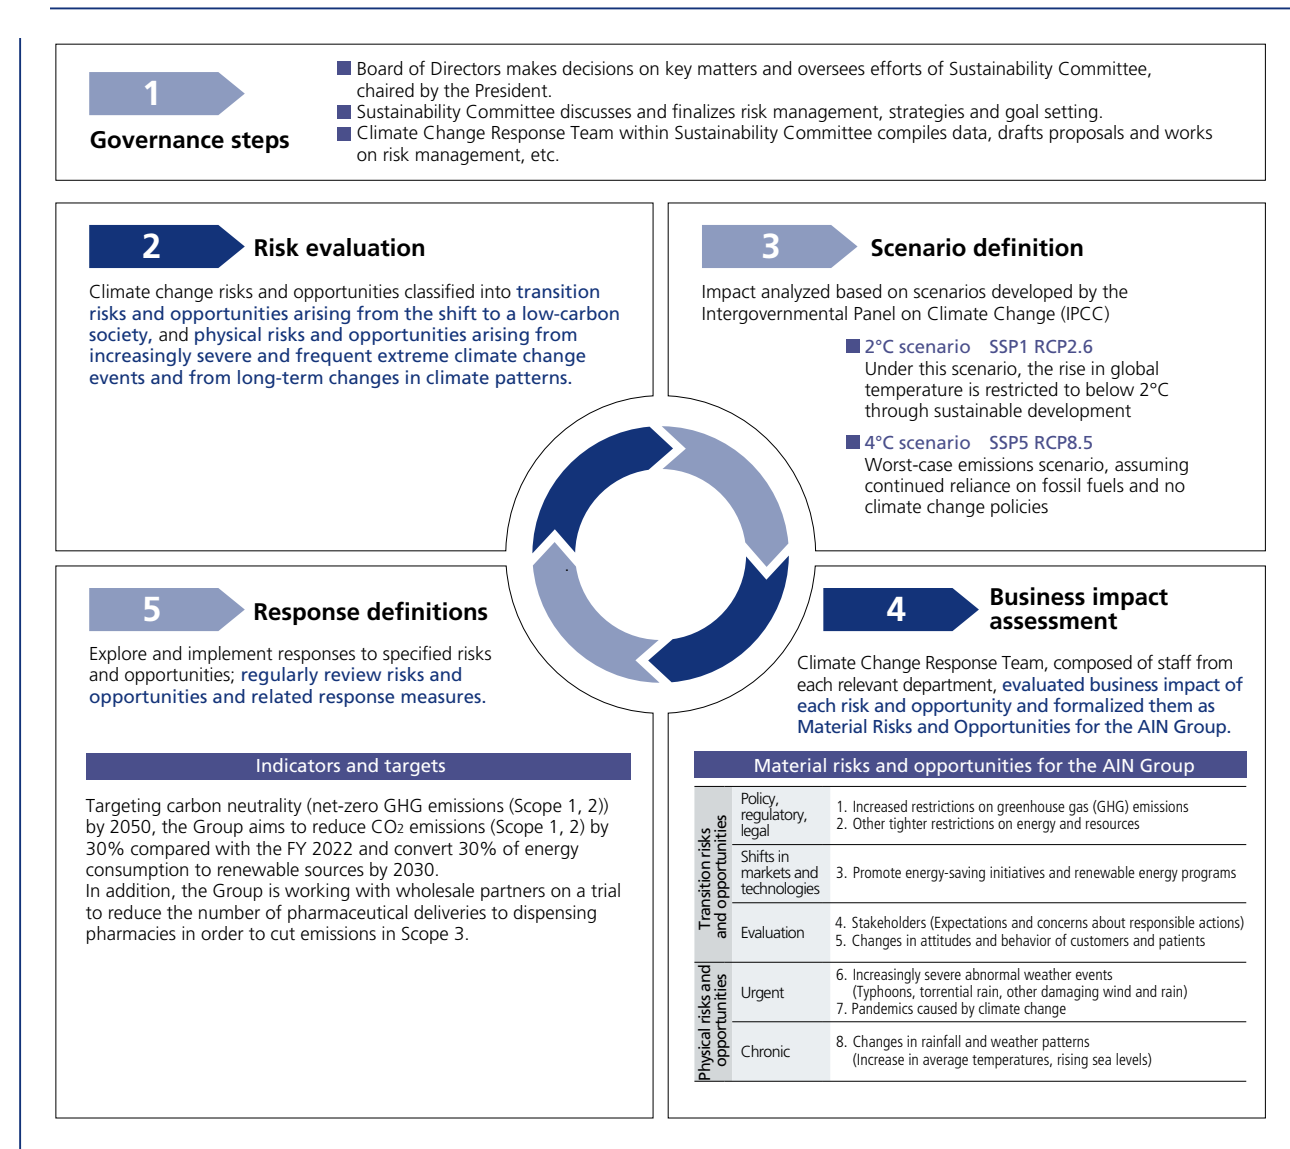 1
Governance steps
■ Board of Directors makes decisions on key matters and oversees efforts of Sustainability Committee,
chaired by the President.
■ Sustainability Committee discusses and finalizes risk management, strategies and goal setting.
■ Climate Change Response Team within Sustainability Committee compiles data, drafts proposals and works
on risk management, etc.
2
Risk evaluation
Climate change risks and opportunities classified into transition
risks and opportunities arising from the shift to a low-carbon
society, and physical risks and opportunities arising from
increasingly severe and frequent extreme climate change
events and from long-term changes in climate patterns.
3
Scenario definition
Impact analyzed based on scenarios developed by the
Intergovernmental Panel on Climate Change (IPCC)
■ 2°C scenario SSP1 RCP2.6
Under this scenario, the rise in global
temperature is restricted to below 2°C
through sustainable development
■ 4°C scenario SSP5 RCP8.5
Worst-case emissions scenario, assuming
continued reliance on fossil fuels and no
climate change policies
4
Business impact
assessment
Climate Change Response Team, composed of staff from
each relevant department, evaluated business impact of
each risk and opportunity and formalized them as
Material Risks and Opportunities for the AIN Group.
Material risks and opportunities for the AIN Group
Transition risks
and opportunities
Policy,
regulatory,
legal
1. Increased restrictions on greenhouse gas (GHG) emissions
2. Other tighter restrictions on energy and resources
Shifts in
markets and
technologies
3. Promote energy-saving initiatives and renewable energy programs
Evaluation
4. Stakeholders (Expectations and concerns about responsible actions)
5. Changes in attitudes and behavior of customers and patients
Physical risks and
opportunities
Urgent
6. Increasingly severe abnormal weather events
(Typhoons, torrential rain, other damaging wind and rain)
7. Pandemics caused by climate change
Chronic
8. Changes in rainfall and weather patterns
(Increase in average temperatures, rising sea levels)
5
Response definitions
Explore and implement responses to specified risks
and opportunities; regularly review risks and
opportunities and related response measures.
Indicators and targets
Targeting carbon neutrality (net-zero GHG emissions (Scope 1, 2))
by 2050, the Group aims to reduce CO2 emissions (Scope 1, 2) by
30% compared with the FY 2022 and convert 30% of energy
consumption to renewable sources by 2030.
In addition, the Group is working with wholesale partners on a trial
to reduce the number of pharmaceutical deliveries to dispensing
pharmacies in order to cut emissions in Scope 3.